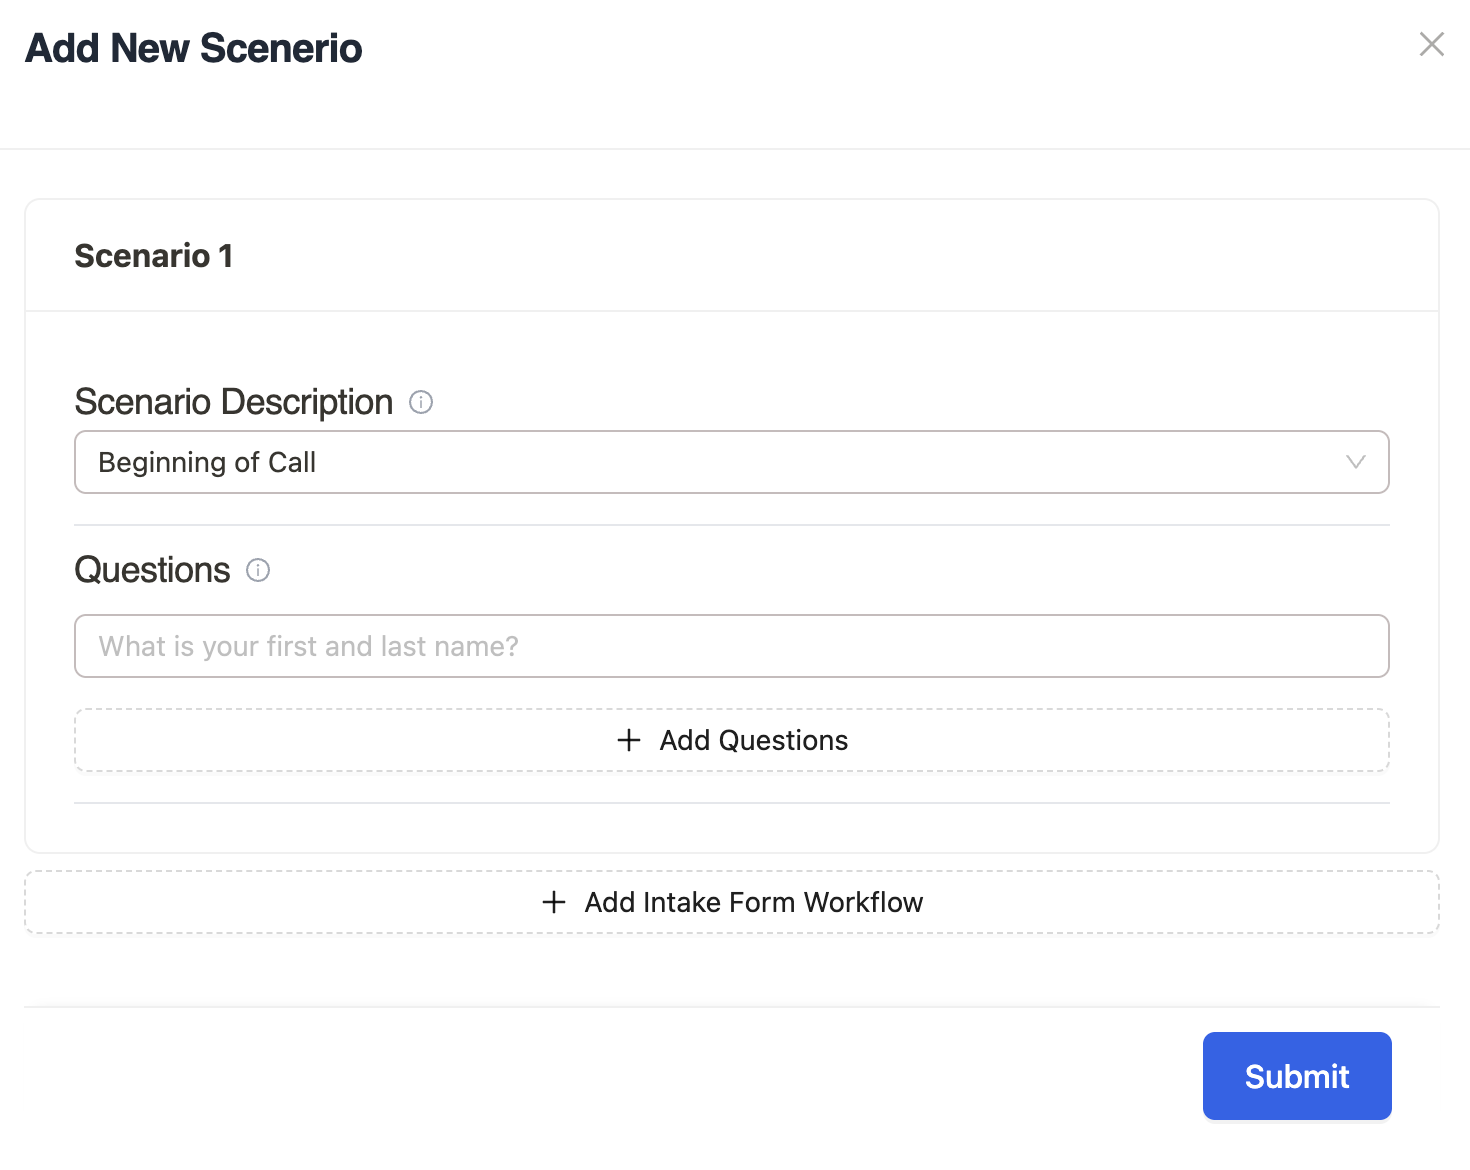 Add New Scenerio
Scenario 1
Scenario Description
Beginning of Call
Questions
What is your first and last name?
Add Questions
Add Intake Form Workflow
Submit